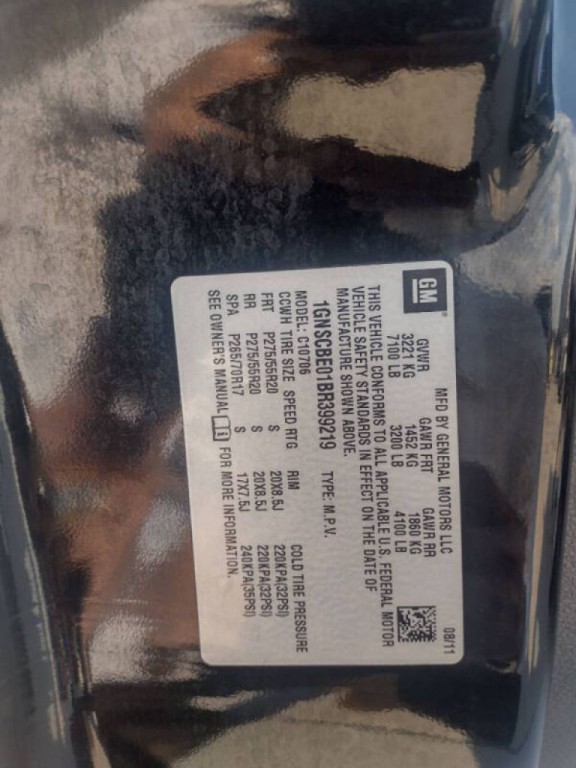 GM
MFD BY GENERAL MOTORS LLC 08/11
GVWR GAWR FRT GAWR RR
3221 KG 1452 KG 1860 KG
7100 LB 3200 LB 4100 LB
THIS VEHICLE CONFORMS TO ALL APPLICABLE U.S. FEDERAL MOTOR
VEHICLE SAFETY STANDARDS IN EFFECT ON THE DATE OF
MANUFACTURE SHOWN ABOVE.
1GNSCBE01BR399219 TYPE: M.P.V.
MODEL: C10706
CCWH TIRE SIZE SPEED RTG RIM COLD TIRE PRESSURE
FRT P275/55R20 S 20X8.5J 220KPA(32PSI)
RR P275/55R20 S 20X8.5J 220KPA(32PSI)
SPA P265/70R17 S 17X7.5J 240KPA(35PSI)
SEE OWNER'S MANUAL FOR MORE INFORMATION.